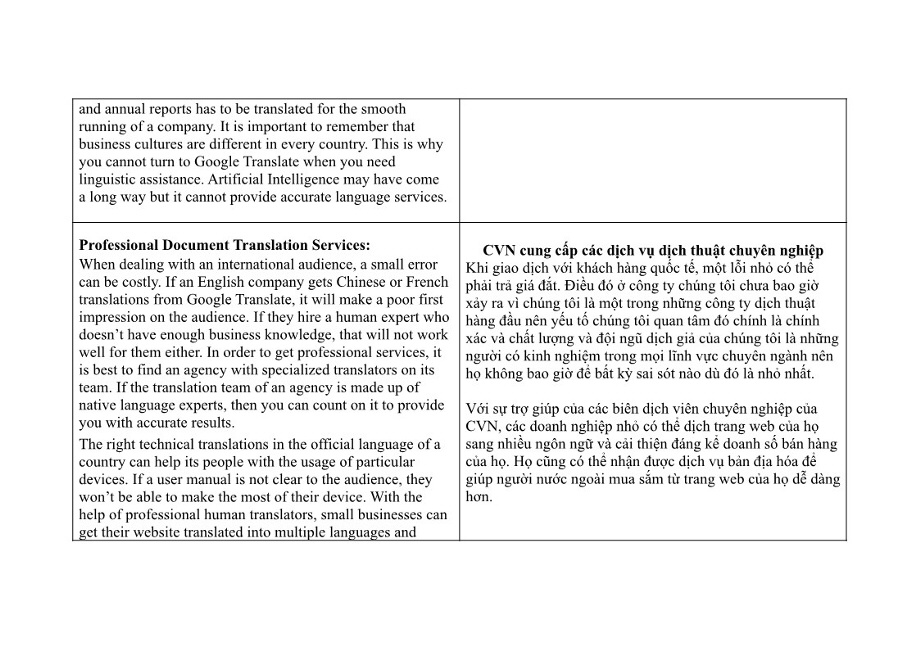 and annual reports has to be translated for the smooth
running of a company. It is important to remember that
business cultures are different in every country. This is why
you cannot turn to Google Translate when you need
linguistic assistance. Artificial Intelligence may have come
a long way but it cannot provide accurate language services.
Professional Document Translation Services:
When dealing with an international audience, a small error
can be costly. If an English company gets Chinese or French
translations from Google Translate, it will make a poor first
impression on the audience. If they hire a human expert who
doesn’t have enough business knowledge, that will not work
well for them either. In order to get professional services, it
is best to find an agency with specialized translators on its
team. If the translation team of an agency is made up of
native language experts, then you can count on it to provide
you with accurate results.
The right technical translations in the official language of a
country can help its people with the usage of particular
devices. If a user manual is not clear to the audience, they
won’t be able to make the most of their device. With the
help of professional human translators, small businesses can
get their website translated into multiple languages and
CVN cung cấp các dịch vụ dịch thuật chuyên nghiệp
Khi giao dịch với khách hàng quốc tế, một lỗi nhỏ có thể
phải trả giá đắt. Điều đó ở công ty chúng tôi chưa bao giờ
xảy ra vì chúng tôi là một trong những công ty dịch thuật
hàng đầu nên yếu tố chúng tôi quan tâm đó chính là chính
xác và chất lượng và đội ngũ dịch giả của chúng tôi là những
người có kinh nghiệm trong mọi lĩnh vực chuyên ngành nên
họ không bao giờ để bất kỳ sai sót nào dù đó là nhỏ nhất.
Với sự trợ giúp của các biên dịch viên chuyên nghiệp của
CVN, các doanh nghiệp nhỏ có thể dịch trang web của họ
sang nhiều ngôn ngữ và cải thiện đáng kể doanh số bán hàng
của họ. Họ cũng có thể nhận được dịch vụ bản địa hóa để
giúp người nước ngoài mua sắm từ trang web của họ dễ dàng
hơn.